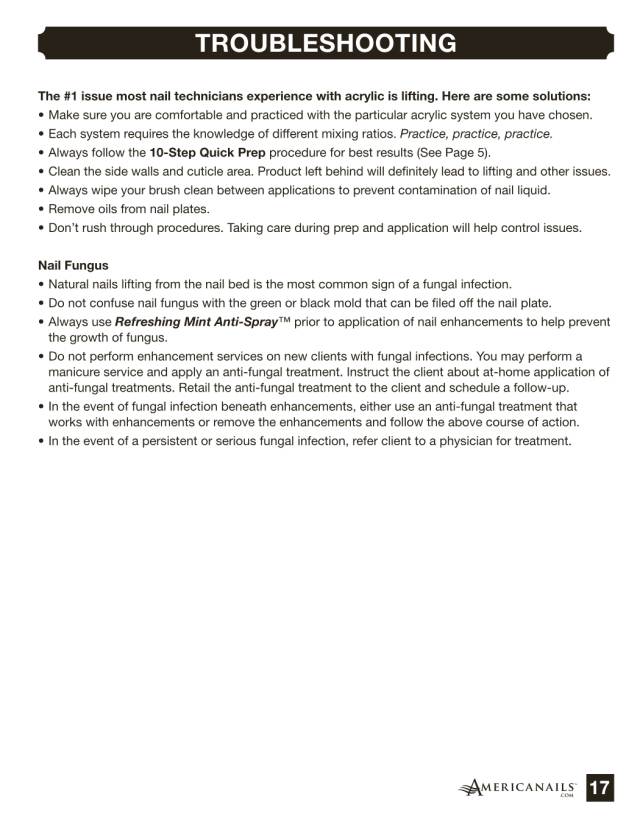 TROUBLESHOOTING
The #1 issue most nail technicians experience with acrylic is lifting. Here are some solutions:
• Make sure you are comfortable and practiced with the particular acrylic system you have chosen.
• Each system requires the knowledge of different mixing ratios. Practice, practice, practice.
• Always follow the 10-Step Quick Prep procedure for best results (See Page 5).
• Clean the side walls and cuticle area. Product left behind will definitely lead to lifting and other issues.
• Always wipe your brush clean between applications to prevent contamination of nail liquid.
• Remove oils from nail plates.
• Don't rush through procedures. Taking care during prep and application will help control issues.
Nail Fungus
• Natural nails lifting from the nail bed is the most common sign of a fungal infection.
• Do not confuse nail fungus with the green or black mold that can be filed off the nail plate.
• Always use Refreshing Mint Anti-Spray™ prior to application of nail enhancements to help prevent
the growth of fungus.
• Do not perform enhancement services on new clients with fungal infections. You may perform a
manicure service and apply an anti-fungal treatment. Instruct the client about at-home application of
anti-fungal treatments. Retail the anti-fungal treatment to the client and schedule a follow-up.
• In the event of fungal infection beneath enhancements, either use an anti-fungal treatment that
works with enhancements or remove the enhancements and follow the above course of action.
• In the event of a persistent or serious fungal infection, refer client to a physician for treatment.
AMERICANAILS™ 17
.COM